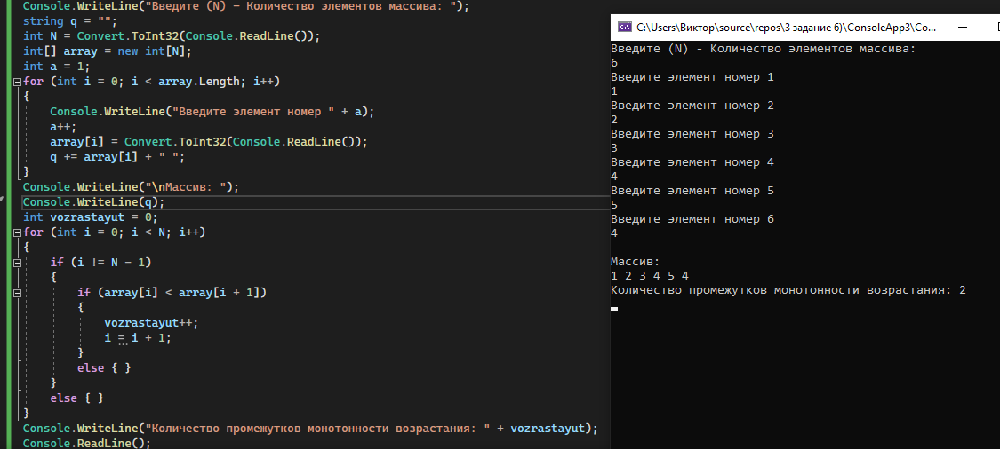 Console.WriteLine("Введите (N) - Количество элементов массива: ");
string q = "";
int N = Convert.ToInt32(Console.ReadLine());
int[] array = new int[N];
int a = 1;
for (int i = 0; i < array.Length; i++)
{
Console.WriteLine("Введите элемент номер " + a);
a++;
array[i] = Convert.ToInt32(Console.ReadLine());
q += array[i] + " ";
}
Console.WriteLine("\nМассив: ");
Console.WriteLine(q);
int vozrastayut = 0;
for (int i = 0; i < N; i++)
{
if (i != N - 1)
{
if (array[i] < array[i + 1])
{
vozrastayut++;
i = i + 1;
}
else { }
}
else { }
}
Console.WriteLine("Количество промежутков монотонности возрастания: " + vozrastayut);
Console.ReadLine();
C:\Users\Виктор\source\repos\3 задание 6)\ConsoleApp3\Co...
Введите (N) - Количество элементов массива:
6
Введите элемент номер 1
1
Введите элемент номер 2
2
Введите элемент номер 3
3
Введите элемент номер 4
4
Введите элемент номер 5
5
Введите элемент номер 6
4
Массив:
1 2 3 4 5 4
Количество промежутков монотонности возрастания: 2